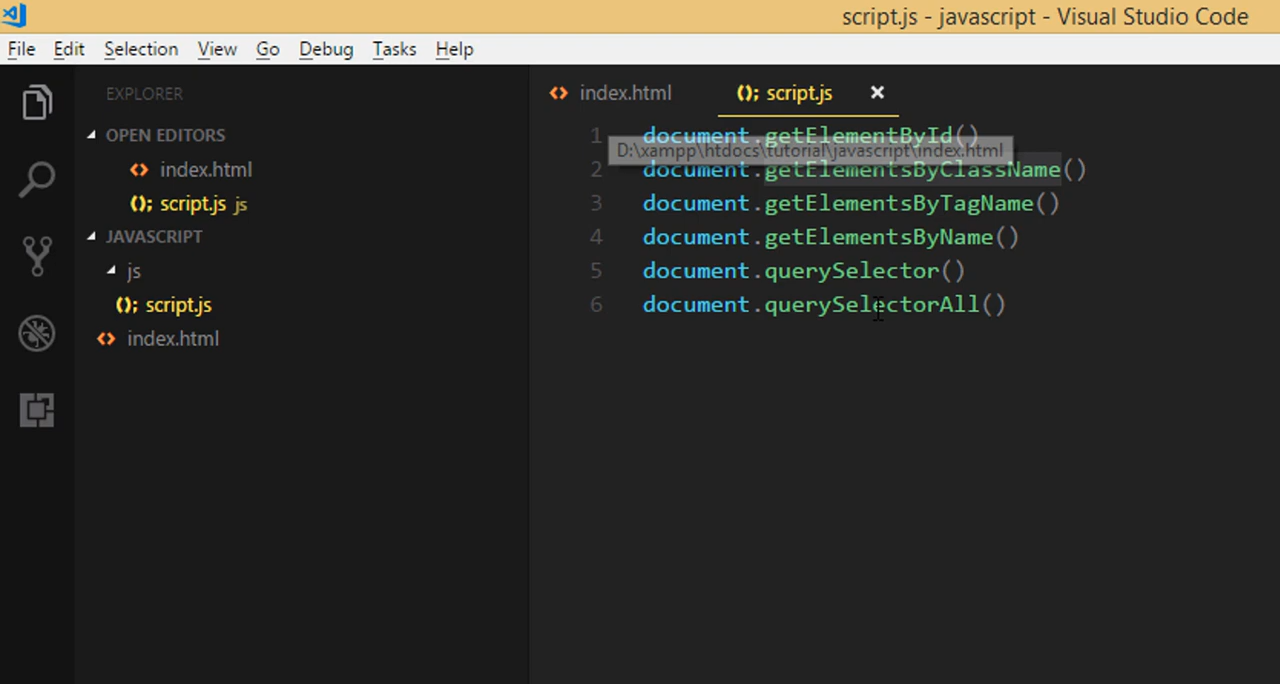 script.js - javascript - Visual Studio Code
File Edit Selection View Go Debug Tasks Help
EXPLORER
OPEN EDITORS
index.html
script.js js
JAVASCRIPT
js
script.js
index.html
index.html
script.js
1 document.getElementById()
D:\xampp\htdocs\tutorial\javascript\index.html
2 document.getElementsByClassName()
3 document.getElementsByTagName()
4 document.getElementsByName()
5 document.querySelector()
6 document.querySelectorAll()